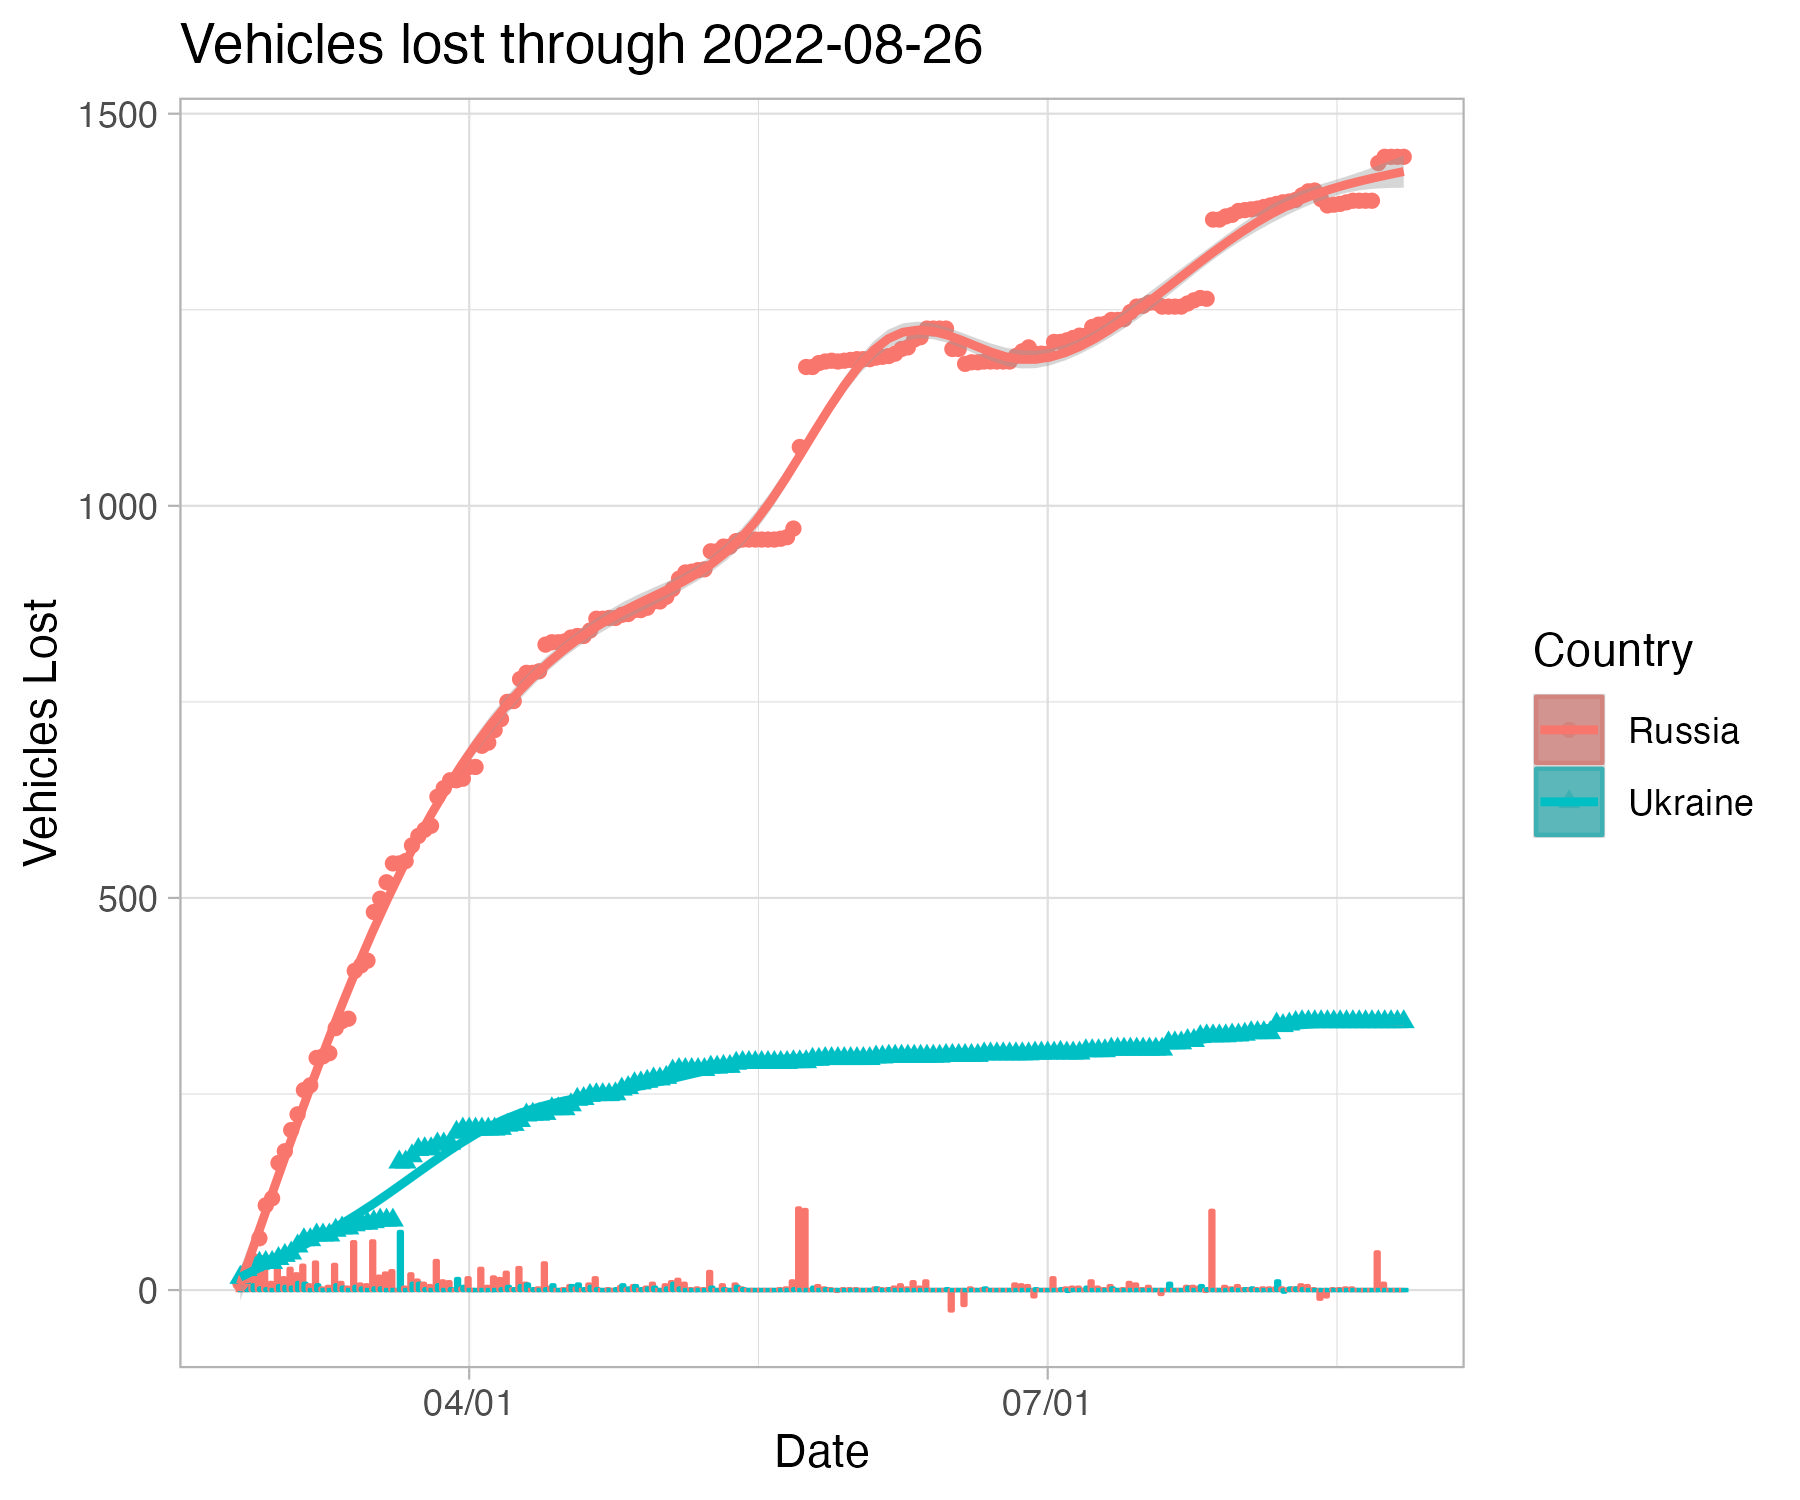 Vehicles lost through 2022-08-26
1500
1000
500
0
Vehicles Lost
04/01
07/01
Date
Country
Russia
Ukraine